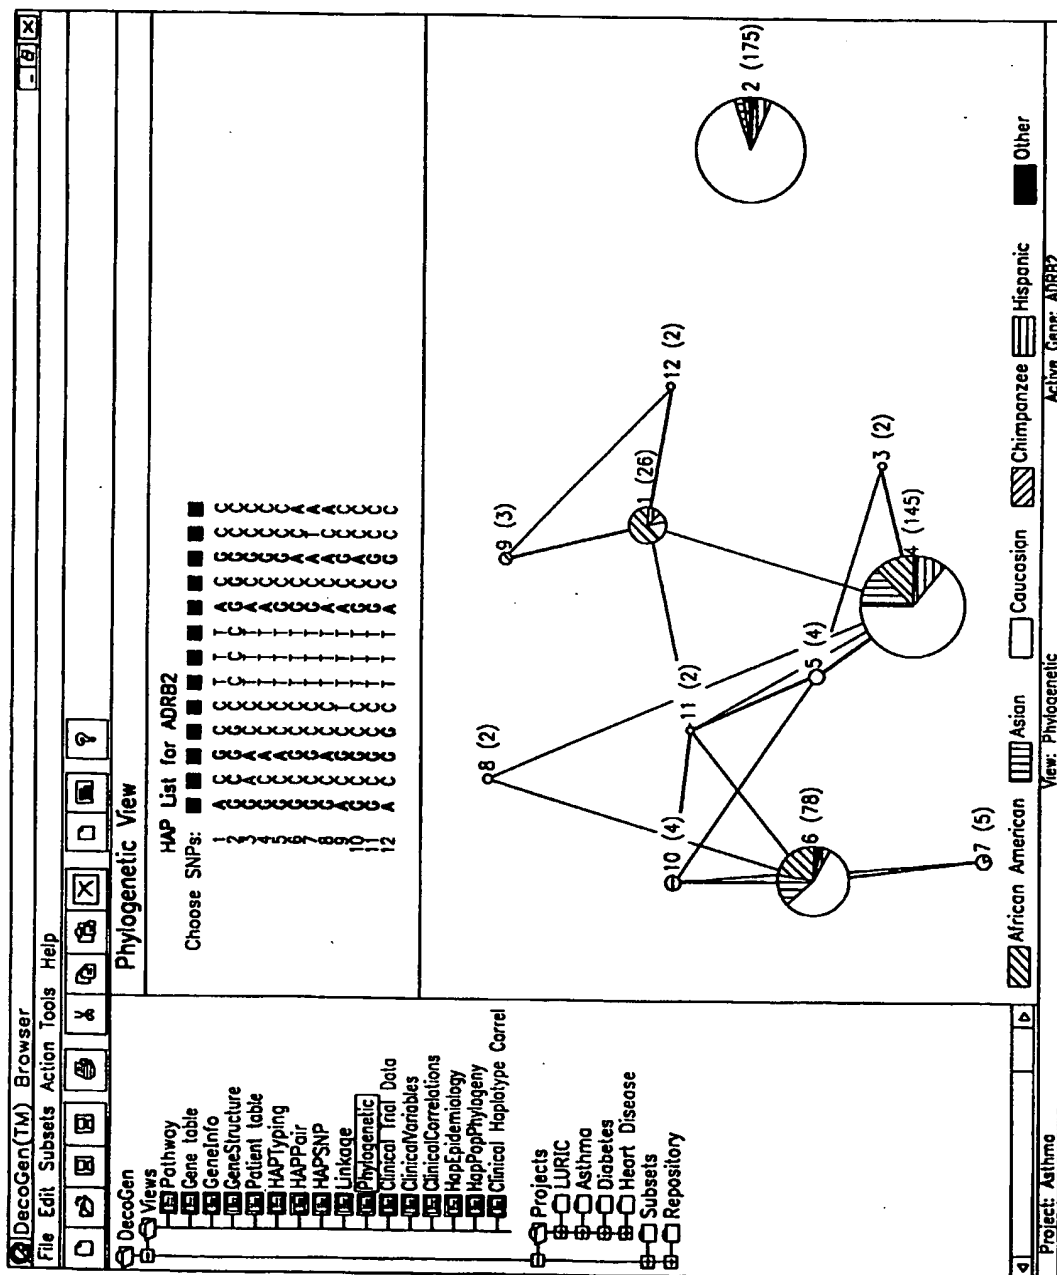 DecoGen(TM) Browser
File Edit Subsets Action Tools Help
DecoGen
Views
Pathway
Gene table
GeneInfo
GeneStructure
Patient table
HAPTyping
HAPPair
HAPSNP
Linkage
Phylogenetic
Clinical Trial Data
ClinicalVariables
ClinicalCorrelations
HapEpidemiology
HapPopPhylogeny
Clinical Haplotype Correl
Projects
LURIC
Asthma
Diabetes
Heart Disease
Subsets
Repository
Phylogenetic View
HAP List for ADRB2
Choose SNPs:
1 A C G C C T T T A C G C C
2 G C G G C C C C G G G C C
3 G A A C C T T T A C G C C
4 G C A C C T T T A C G C C
5 G C A C C T T T G C G C C
6 G C G C C T T T G C A C A
7 G C G C C T T T G C A T A
8 G C A C C T T T A C A C A
9 A C G C T T T T A C G C C
10 G C G C C T T T G C A C C
11 G C G C C T T T G C G C C
12 A C G G C T T T A C G C C
8 (2)
9 (3)
10 (4)
11 (2)
1 (26)
12 (2)
2 (175)
6 (78)
5 (4)
4 (145)
3 (2)
7 (5)
African American
Asian
Caucasion
Chimpanzee
Hispanic
Other
Project: Asthma
View: Phylogenetic
Active Gene: ADRB2